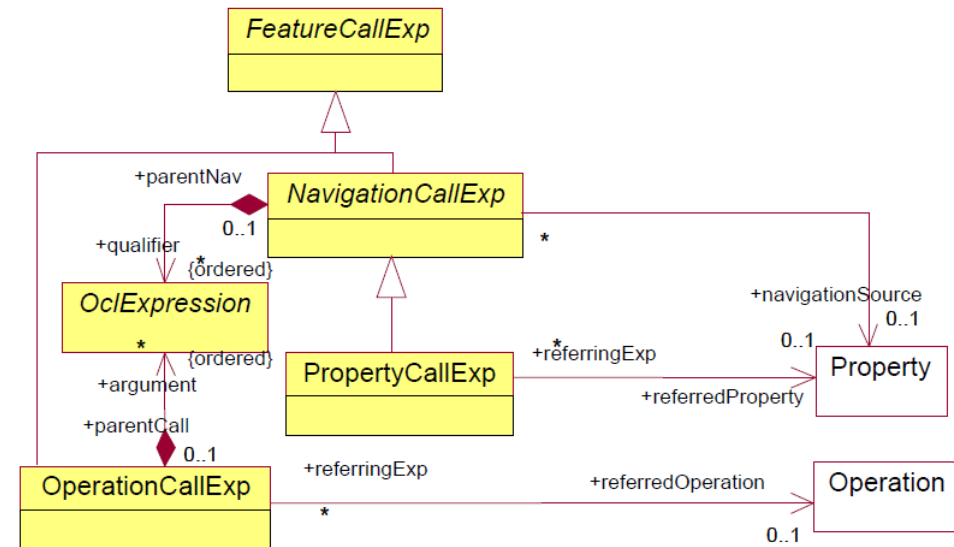 FeatureCallExp
+parentNav
NavigationCallExp
0..1
*
+qualifier
*
{ordered}
+navigationSource
OclExpression
0..1
*
{ordered}
*
0..1
+referringExp
Property
+argument
PropertyCallExp
+referredProperty
+parentCall
0..1
+referringExp
OperationCallExp
+referredOperation
Operation
*
0..1